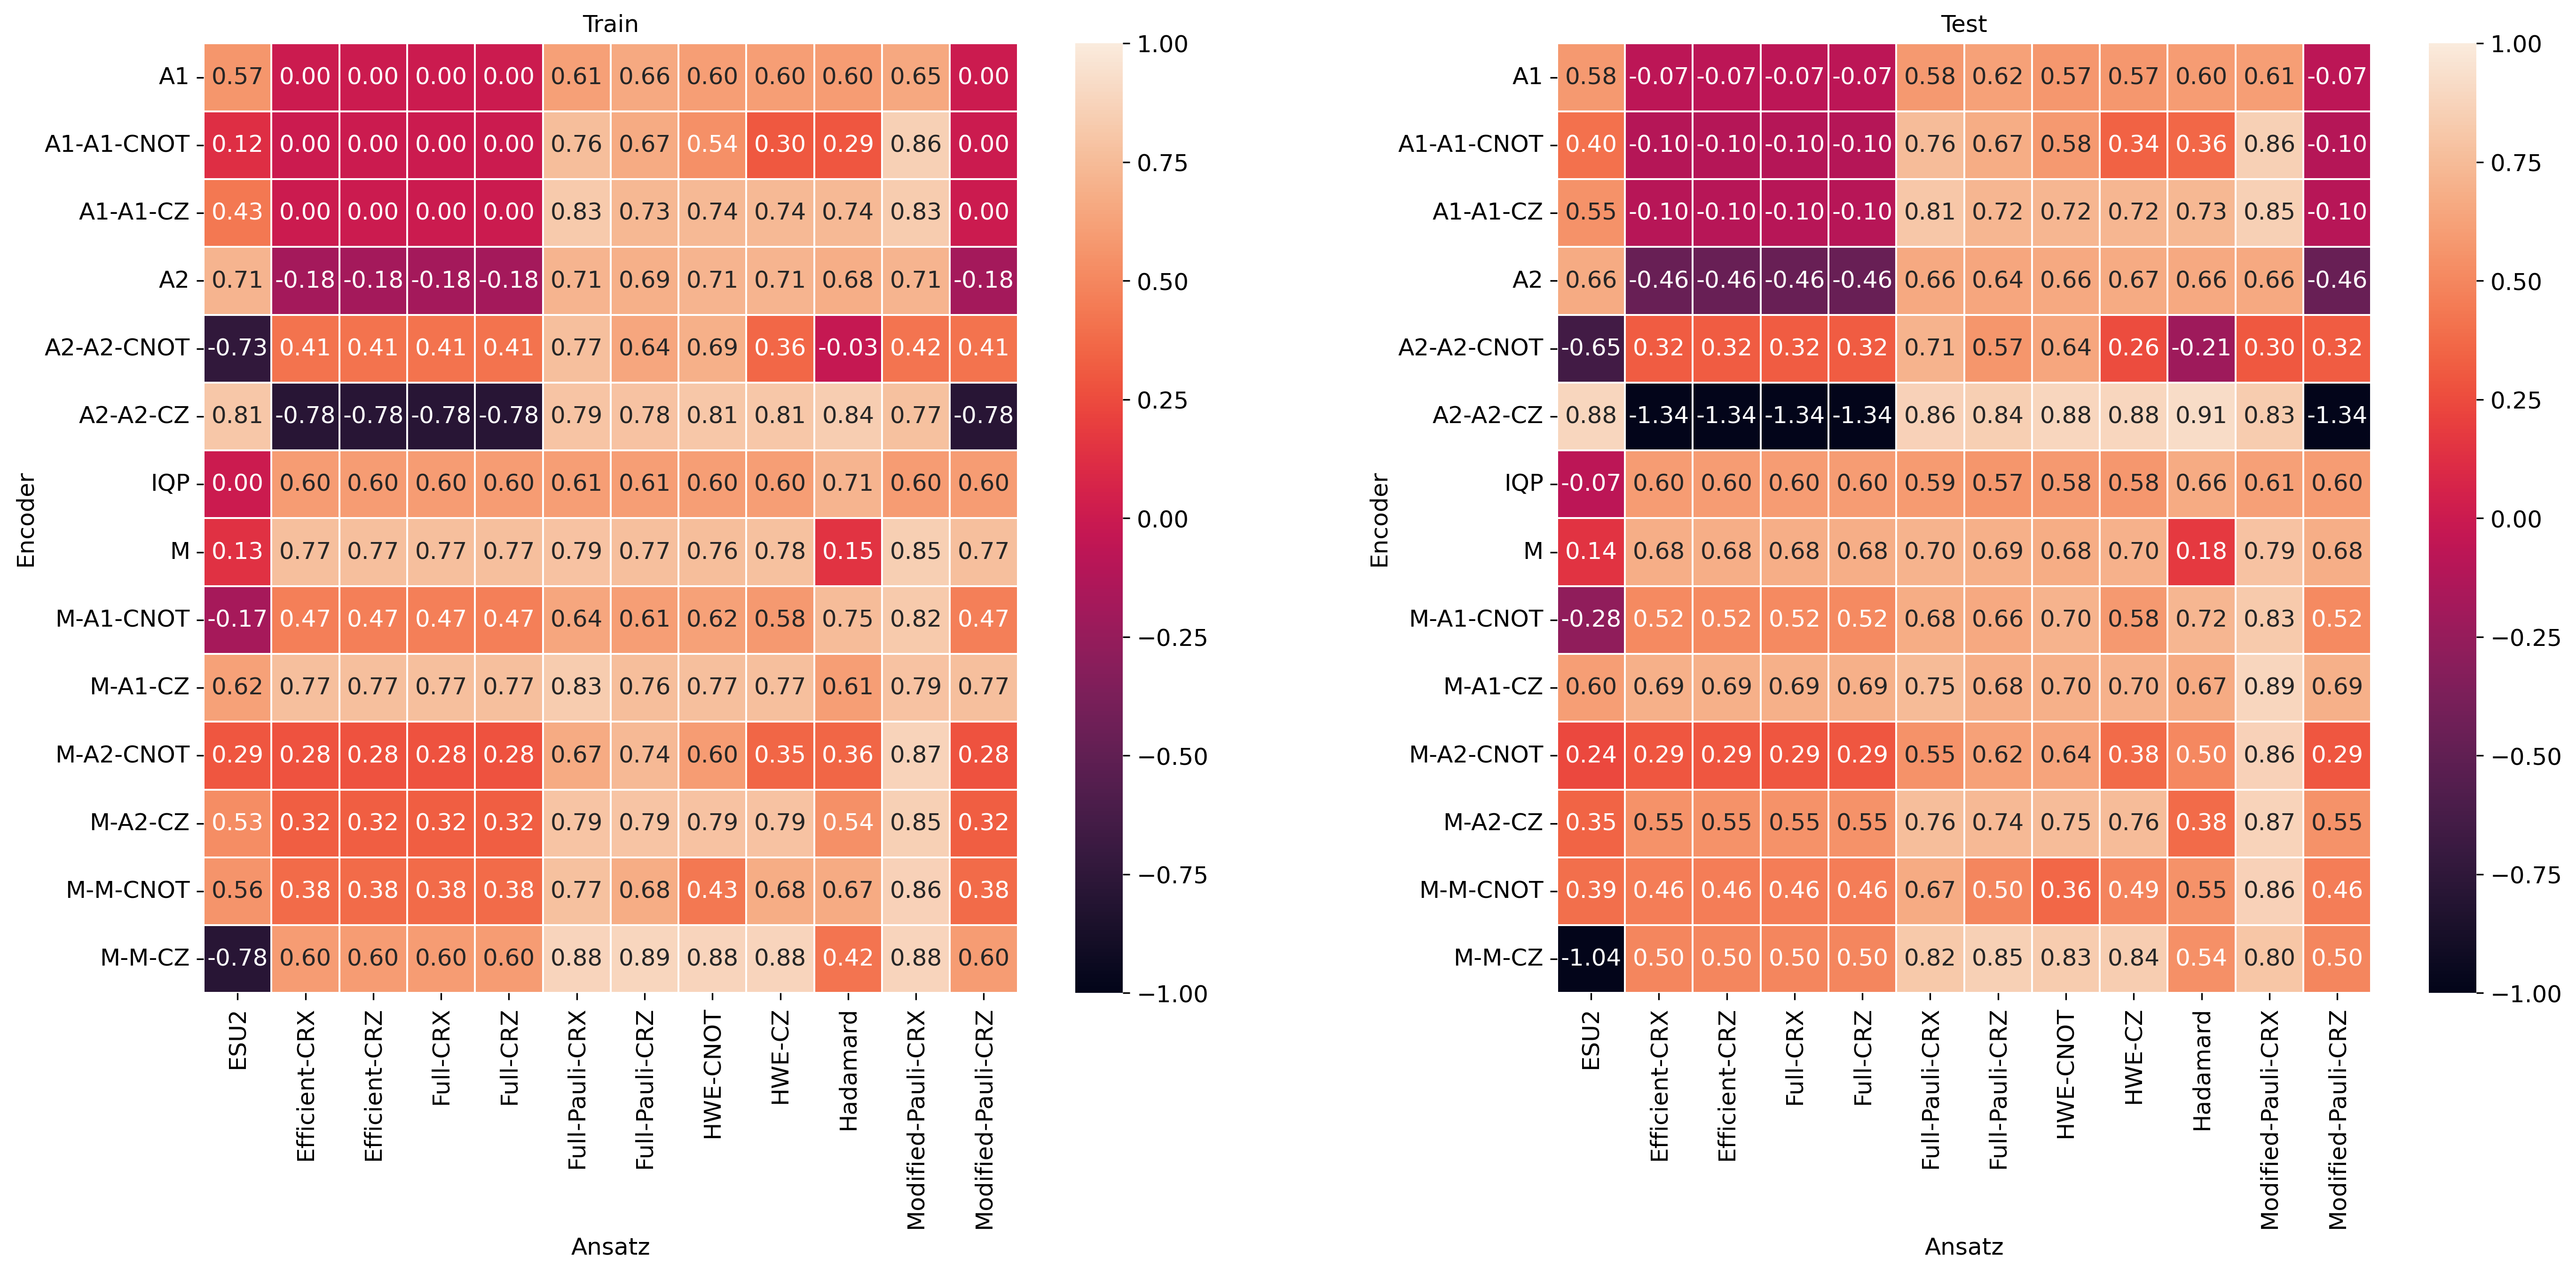 Train
A1 0.57 0.00 0.00 0.00 0.00 0.61 0.66 0.60 0.60 0.60 0.65 0.00
A1-A1-CNOT 0.12 0.00 0.00 0.00 0.00 0.76 0.67 0.54 0.30 0.29 0.86 0.00
A1-A1-CZ 0.43 0.00 0.00 0.00 0.00 0.83 0.73 0.74 0.74 0.74 0.83 0.00
A2 0.71 -0.18 -0.18 -0.18 -0.18 0.71 0.69 0.71 0.71 0.68 0.71 -0.18
A2-A2-CNOT -0.73 0.41 0.41 0.41 0.41 0.77 0.64 0.69 0.36 -0.03 0.42 0.41
A2-A2-CZ 0.81 -0.78 -0.78 -0.78 -0.78 0.79 0.78 0.81 0.81 0.84 0.77 -0.78
IQP 0.00 0.60 0.60 0.60 0.60 0.61 0.61 0.60 0.60 0.71 0.60 0.60
M 0.13 0.77 0.77 0.77 0.77 0.79 0.77 0.76 0.78 0.15 0.85 0.77
M-A1-CNOT -0.17 0.47 0.47 0.47 0.47 0.64 0.61 0.62 0.58 0.75 0.82 0.47
M-A1-CZ 0.62 0.77 0.77 0.77 0.77 0.83 0.76 0.77 0.77 0.61 0.79 0.77
M-A2-CNOT 0.29 0.28 0.28 0.28 0.28 0.67 0.74 0.60 0.35 0.36 0.87 0.28
M-A2-CZ 0.53 0.32 0.32 0.32 0.32 0.79 0.79 0.79 0.79 0.54 0.85 0.32
M-M-CNOT 0.56 0.38 0.38 0.38 0.38 0.77 0.68 0.43 0.68 0.67 0.86 0.38
M-M-CZ -0.78 0.60 0.60 0.60 0.60 0.88 0.89 0.88 0.88 0.42 0.88 0.60
Encoder
ESU2
Efficient-CRX
Efficient-CRZ
Full-CRX
Full-CRZ
Full-Pauli-CRX
Full-Pauli-CRZ
HWE-CNOT
HWE-CZ
Hadamard
Modified-Pauli-CRX
Modified-Pauli-CRZ
Ansatz
1.00
0.75
0.50
0.25
0.00
−0.25
−0.50
−0.75
−1.00
Test
A1 0.58 -0.07 -0.07 -0.07 -0.07 0.58 0.62 0.57 0.57 0.60 0.61 -0.07
A1-A1-CNOT 0.40 -0.10 -0.10 -0.10 -0.10 0.76 0.67 0.58 0.34 0.36 0.86 -0.10
A1-A1-CZ 0.55 -0.10 -0.10 -0.10 -0.10 0.81 0.72 0.72 0.72 0.73 0.85 -0.10
A2 0.66 -0.46 -0.46 -0.46 -0.46 0.66 0.64 0.66 0.67 0.66 0.66 -0.46
A2-A2-CNOT -0.65 0.32 0.32 0.32 0.32 0.71 0.57 0.64 0.26 -0.21 0.30 0.32
A2-A2-CZ 0.88 -1.34 -1.34 -1.34 -1.34 0.86 0.84 0.88 0.88 0.91 0.83 -1.34
IQP -0.07 0.60 0.60 0.60 0.60 0.59 0.57 0.58 0.58 0.66 0.61 0.60
M 0.14 0.68 0.68 0.68 0.68 0.70 0.69 0.68 0.70 0.18 0.79 0.68
M-A1-CNOT -0.28 0.52 0.52 0.52 0.52 0.68 0.66 0.70 0.58 0.72 0.83 0.52
M-A1-CZ 0.60 0.69 0.69 0.69 0.69 0.75 0.68 0.70 0.70 0.67 0.89 0.69
M-A2-CNOT 0.24 0.29 0.29 0.29 0.29 0.55 0.62 0.64 0.38 0.50 0.86 0.29
M-A2-CZ 0.35 0.55 0.55 0.55 0.55 0.76 0.74 0.75 0.76 0.38 0.87 0.55
M-M-CNOT 0.39 0.46 0.46 0.46 0.46 0.67 0.50 0.36 0.49 0.55 0.86 0.46
M-M-CZ -1.04 0.50 0.50 0.50 0.50 0.82 0.85 0.83 0.84 0.54 0.80 0.50
Encoder
ESU2
Efficient-CRX
Efficient-CRZ
Full-CRX
Full-CRZ
Full-Pauli-CRX
Full-Pauli-CRZ
HWE-CNOT
HWE-CZ
Hadamard
Modified-Pauli-CRX
Modified-Pauli-CRZ
Ansatz
1.00
0.75
0.50
0.25
0.00
−0.25
−0.50
−0.75
−1.00